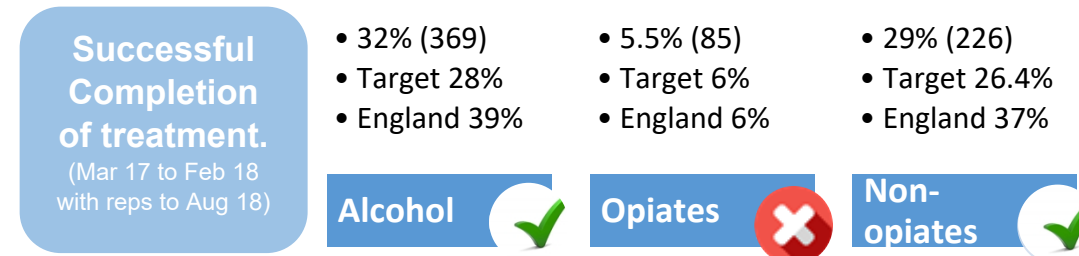 Successful
Completion
of treatment.
(Mar 17 to Feb 18
with reps to Aug 18)
• 32% (369)
• Target 28%
• England 39%
Alcohol
• 5.5% (85)
• Target 6%
• England 6%
Opiates
• 29% (226)
• Target 26.4%
• England 37%
Non-
opiates